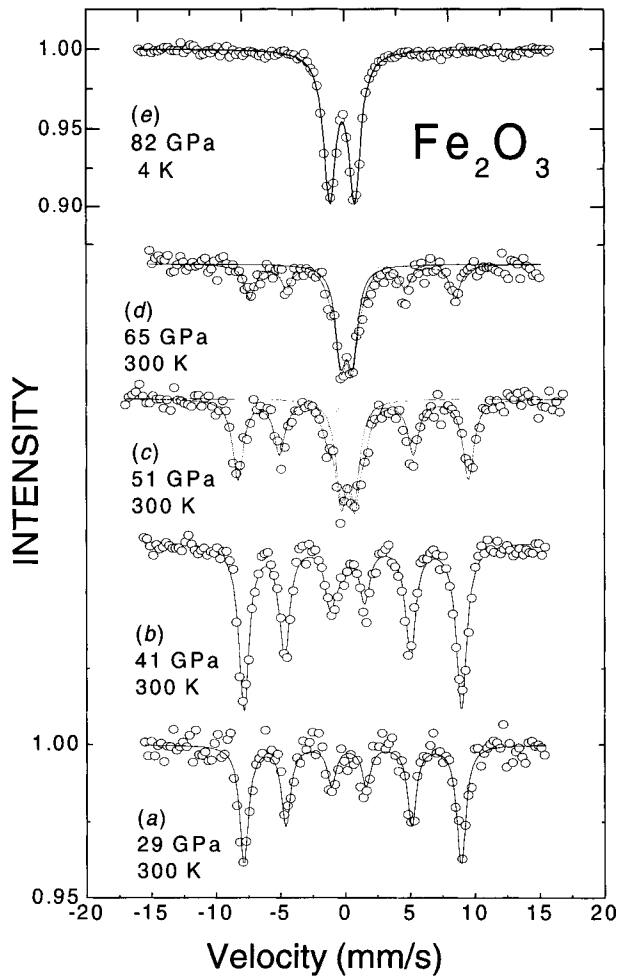 1.00
0.95
0.90
(e)
82 GPa
4 K
Fe2O3
(d)
65 GPa
300 K
(c)
51 GPa
300 K
(b)
41 GPa
300 K
1.00
(a)
29 GPa
300 K
0.95
INTENSITY
-20 -15 -10 -5 0 5 10 15 20
Velocity (mm/s)